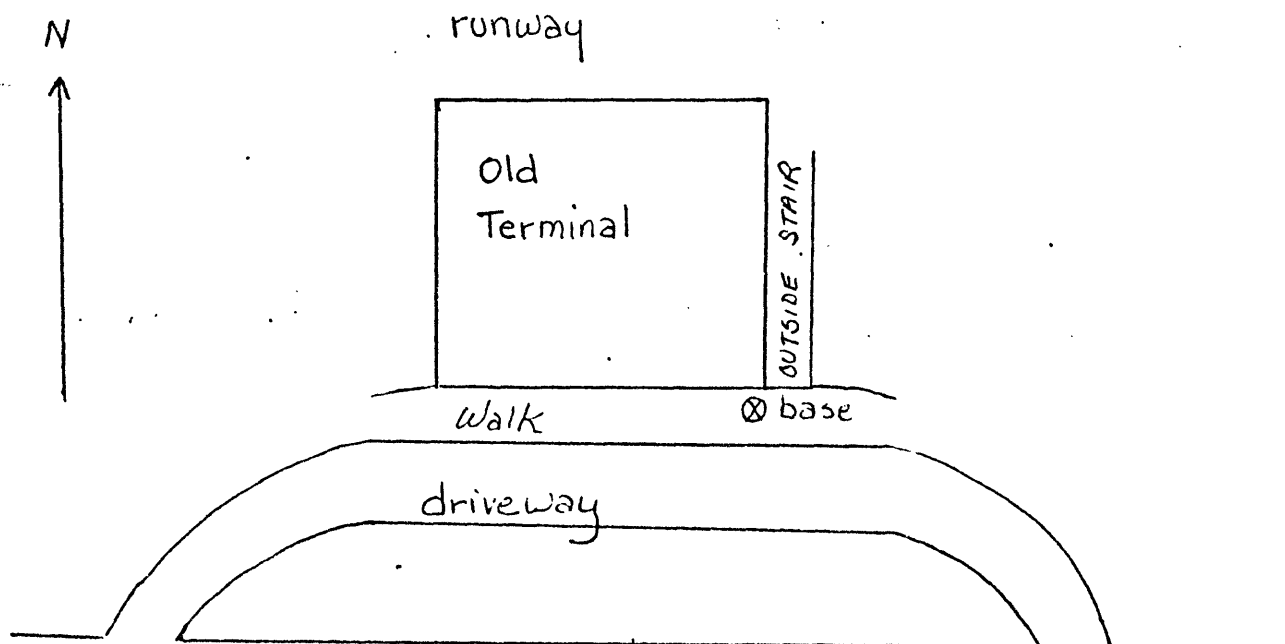 N
runway
Old
Terminal
OUTSIDE STAIR
Walk
base
driveway